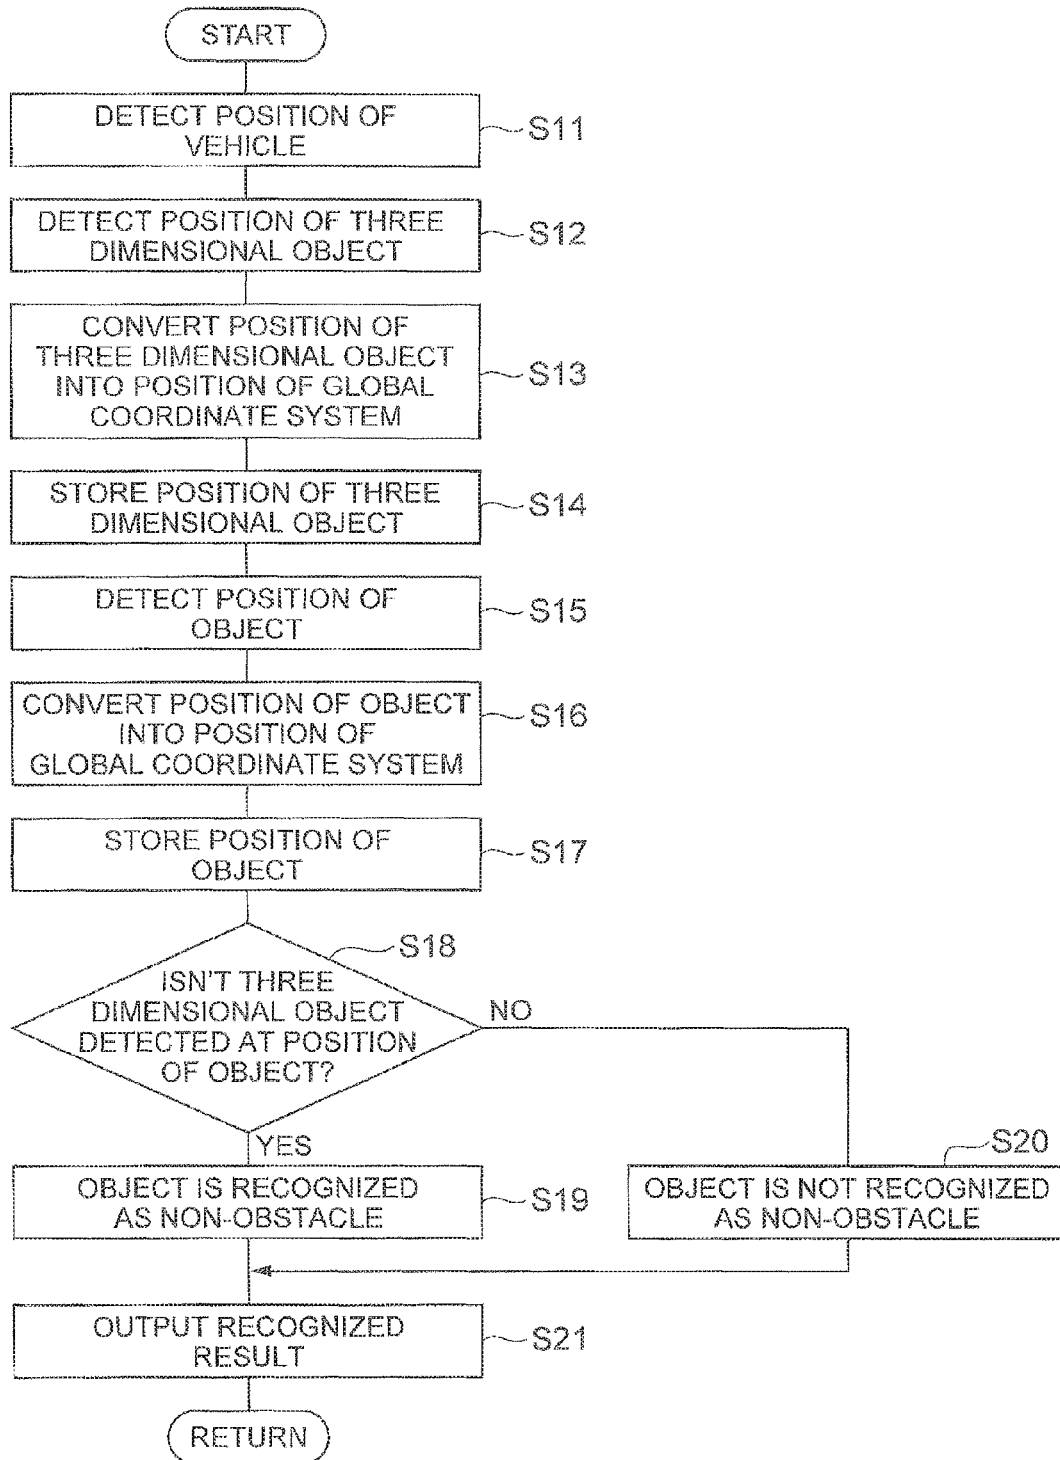 START
DETECT POSITION OF
VEHICLE
S11
DETECT POSITION OF THREE
DIMENSIONAL OBJECT
S12
CONVERT POSITION OF
THREE DIMENSIONAL OBJECT
INTO POSITION OF GLOBAL
COORDINATE SYSTEM
S13
STORE POSITION OF THREE
DIMENSIONAL OBJECT
S14
DETECT POSITION OF
OBJECT
S15
CONVERT POSITION OF OBJECT
INTO POSITION OF
GLOBAL COORDINATE SYSTEM
S16
STORE POSITION OF
OBJECT
S17
S18
ISN'T THREE
DIMENSIONAL OBJECT
DETECTED AT POSITION
OF OBJECT?
NO
YES
OBJECT IS RECOGNIZED
AS NON-OBSTACLE
S19
S20
OBJECT IS NOT RECOGNIZED
AS NON-OBSTACLE
OUTPUT RECOGNIZED
RESULT
S21
RETURN